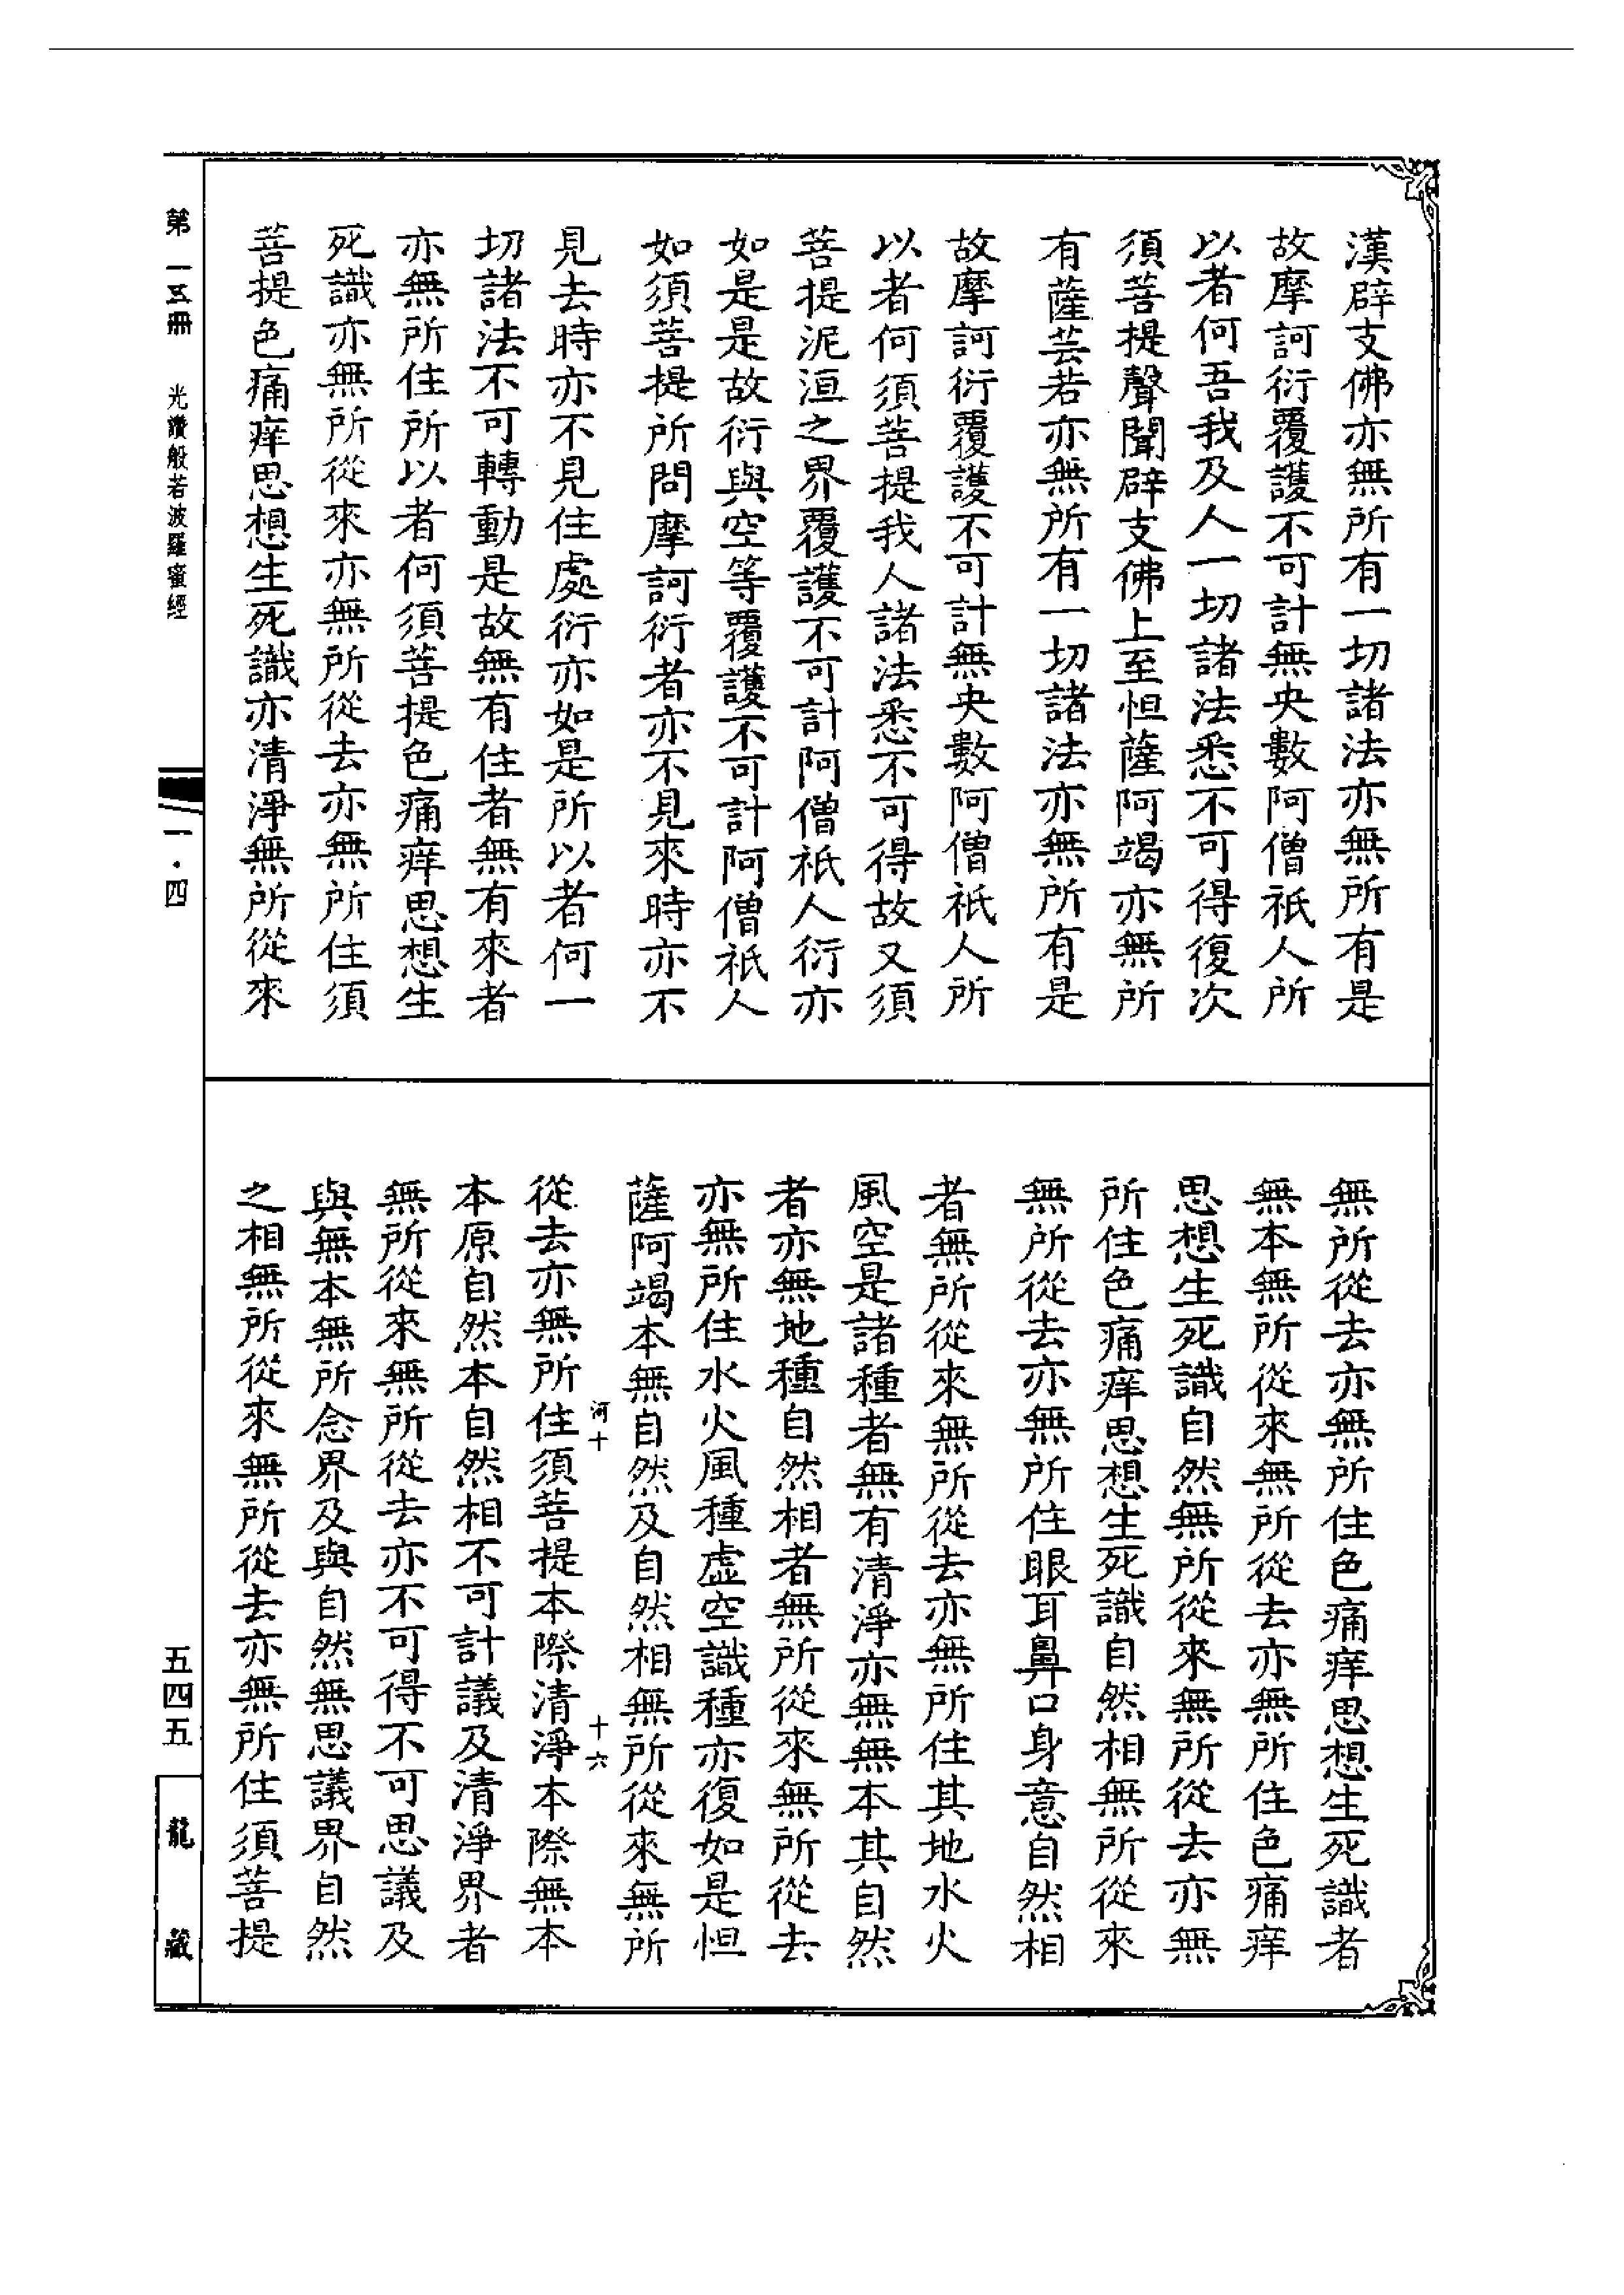 漢辟支佛亦無所有一切諸法亦無所有是
故摩訶衍覆護不可計無央數阿僧祇人所
以者何吾我及人一切諸法悉不可得復次
須菩提聲聞辟支佛上至怛薩阿竭亦無所
有薩芸若亦無所有一切諸法亦無所有是
故摩訶衍覆護不可計無央數阿僧祇人所
以者何須菩提我人諸法悉不可得故又須
菩提泥洹之界覆護不可計阿僧祇人衍亦
如是是故衍與空等覆護不可計阿僧祇人
如須菩提所問摩訶衍者亦不見來時亦不
見去時亦不見住處衍亦如是所以者何一
切諸法不可轉動是故無有住者無有來者
亦無所住所以者何須菩提色痛痒思想生
死識亦無所從來亦無所從去亦無所住須
菩提色痛痒思想生死識亦清淨無所從來
無所從去亦無所住色痛痒思想生死識者
無本無所從來無所從去亦無所住色痛痒
思想生死識自然無所從來無所從去亦無
所住色痛痒思想生死識自然相無所從來
無所從去亦無所住眼耳鼻口身意自然相
者無所從來無所從去亦無所住其地水火
風空是諸種者無有清淨亦無無本其自然
者亦無地種自然相者無所從來無所從去
亦無所住水火風種虛空識種亦復如是怛
薩阿竭本無自然及自然相無所從來無所
河十 十六
從去亦無所住須菩提本際清淨本際無本
本原自然本自然相不可計議及清淨界者
無所從來無所從去亦不可得不可思議及
與無本無所念界及與自然無思議界自然
之相無所從來無所從去亦無所住須菩提
第一五冊 光讚般若波羅蜜經
一·四
五四五
龍藏